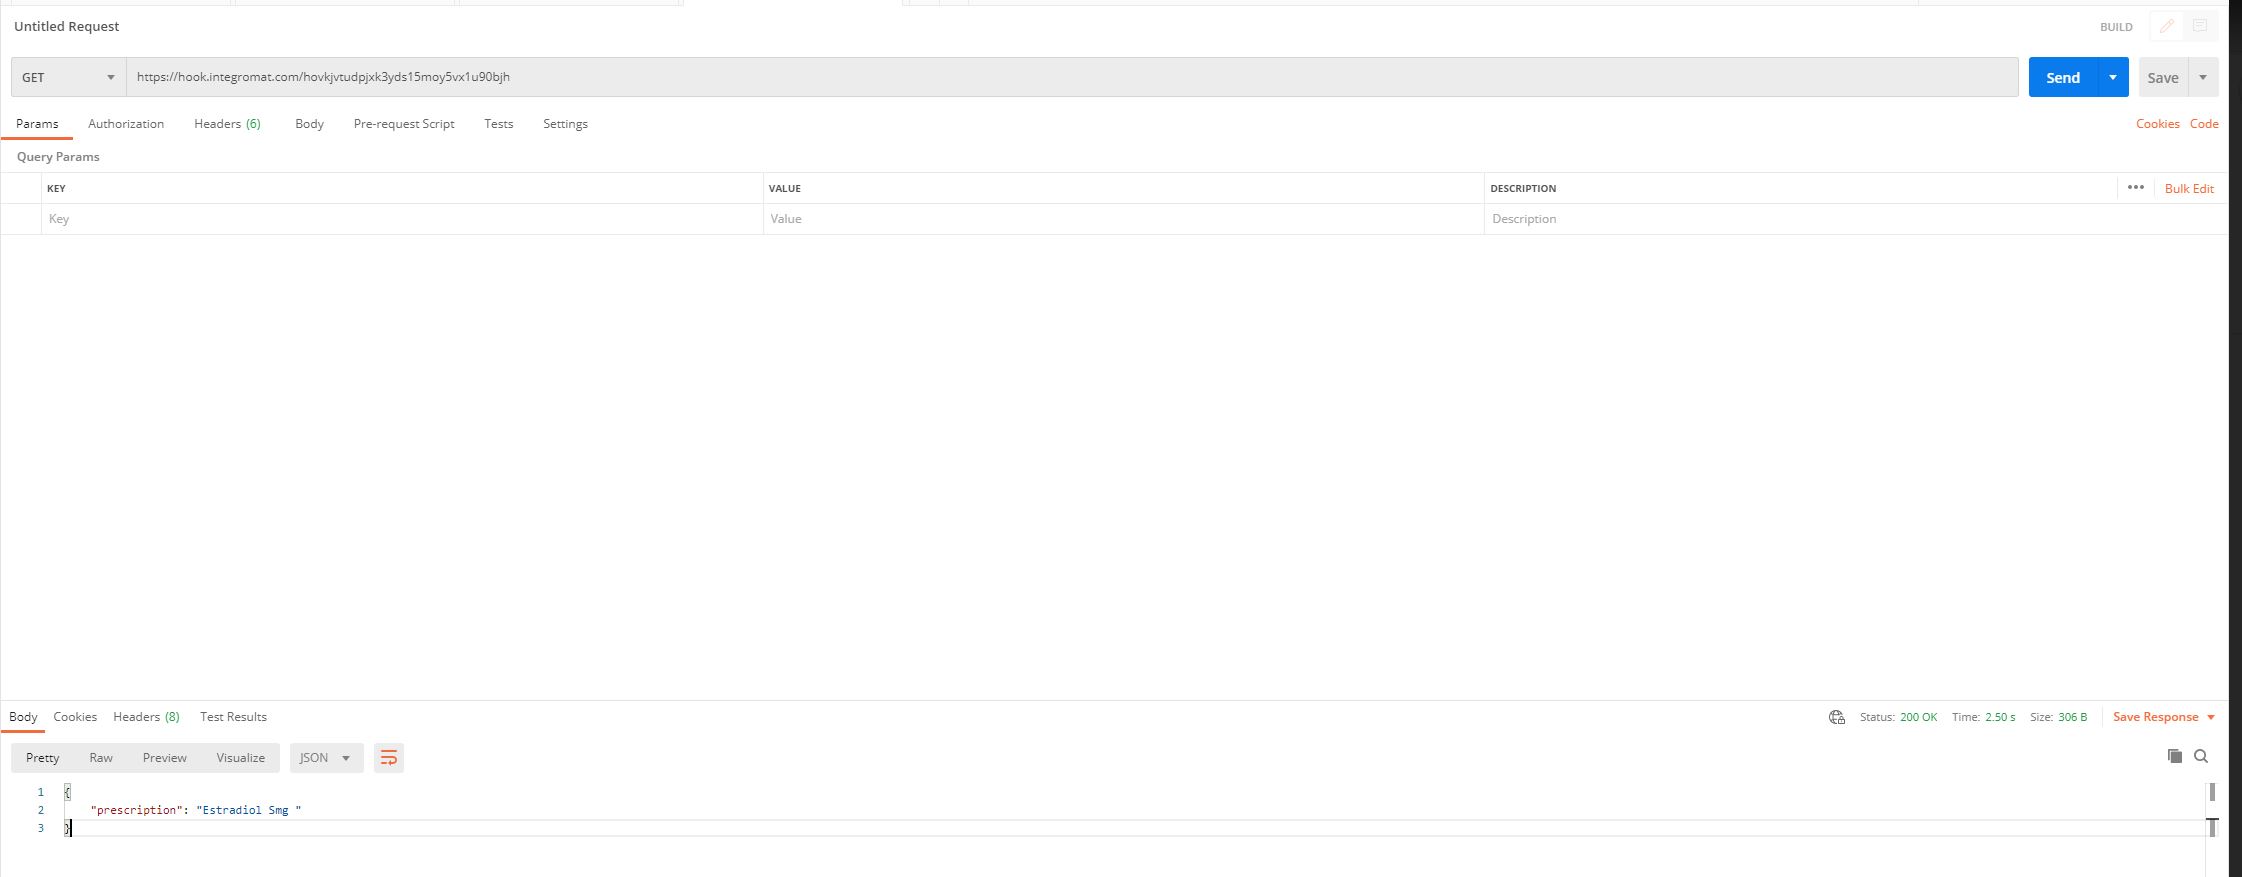 Untitled Request
BUILD
GET
https://hook.integromat.com/hovkjvtudpjxk3yds15moy5vx1u90bjh
Send
Save
Params Authorization Headers (6) Body Pre-request Script Tests Settings
Cookies Code
Query Params
KEY VALUE DESCRIPTION
Bulk Edit
Key Value Description
Body Cookies Headers (8) Test Results
Status: 200 OK Time: 2.50 s Size: 306 B Save Response
Pretty Raw Preview Visualize JSON
1 {
2 "prescription": "Estradiol Smg "
3 }